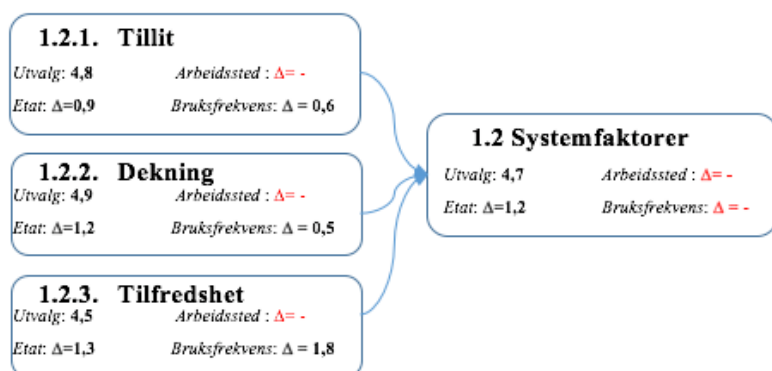 1.2.1. Tillit
Utvalg: 4,8 Arbeidssted : Δ= -
Etat: Δ=0,9 Bruksfrekvens: Δ = 0,6
1.2.2. Dekning
Utvalg: 4,9 Arbeidssted : Δ= -
Etat: Δ=1,2 Bruksfrekvens: Δ = 0,5
1.2.3. Tilfredshet
Utvalg: 4,5 Arbeidssted : Δ= -
Etat: Δ=1,3 Bruksfrekvens: Δ = 1,8
1.2 Systemfaktorer
Utvalg: 4,7 Arbeidssted: Δ= -
Etat: Δ=1,2 Bruksfrekvens: Δ = -